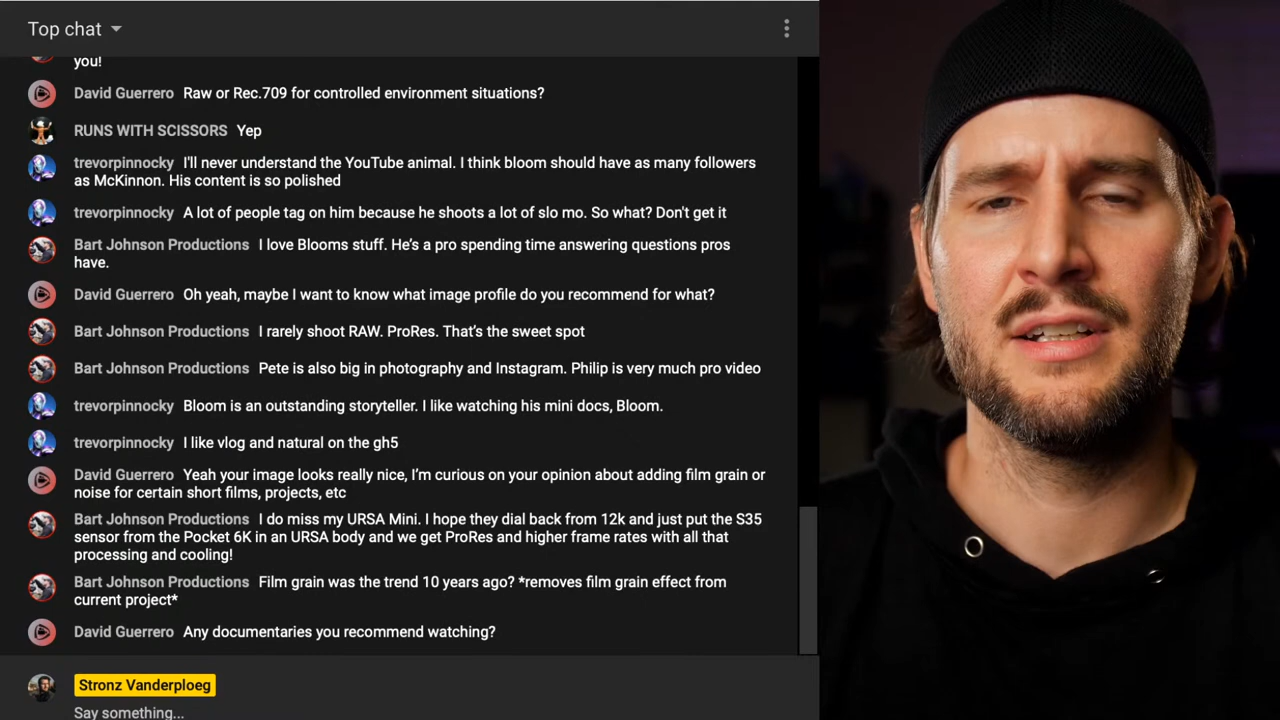 Top chat
you!
David Guerrero Raw or Rec.709 for controlled environment situations?
RUNS WITH SCISSORS Yep
trevorpinnocky I'll never understand the YouTube animal. I think bloom should have as many followers
as McKinnon. His content is so polished
trevorpinnocky A lot of people tag on him because he shoots a lot of slo mo. So what? Don't get it
Bart Johnson Productions I love Blooms stuff. He's a pro spending time answering questions pros
have.
David Guerrero Oh yeah, maybe I want to know what image profile do you recommend for what?
Bart Johnson Productions I rarely shoot RAW. ProRes. That's the sweet spot
Bart Johnson Productions Pete is also big in photography and Instagram. Philip is very much pro video
trevorpinnocky Bloom is an outstanding storyteller. I like watching his mini docs, Bloom.
trevorpinnocky I like vlog and natural on the gh5
David Guerrero Yeah your image looks really nice, I'm curious on your opinion about adding film grain or
noise for certain short films, projects, etc
Bart Johnson Productions I do miss my URSA Mini. I hope they dial back from 12k and just put the S35
sensor from the Pocket 6K in an URSA body and we get ProRes and higher frame rates with all that
processing and cooling!
Bart Johnson Productions Film grain was the trend 10 years ago? *removes film grain effect from
current project*
David Guerrero Any documentaries you recommend watching?
Stronz Vanderploeg
Say something...